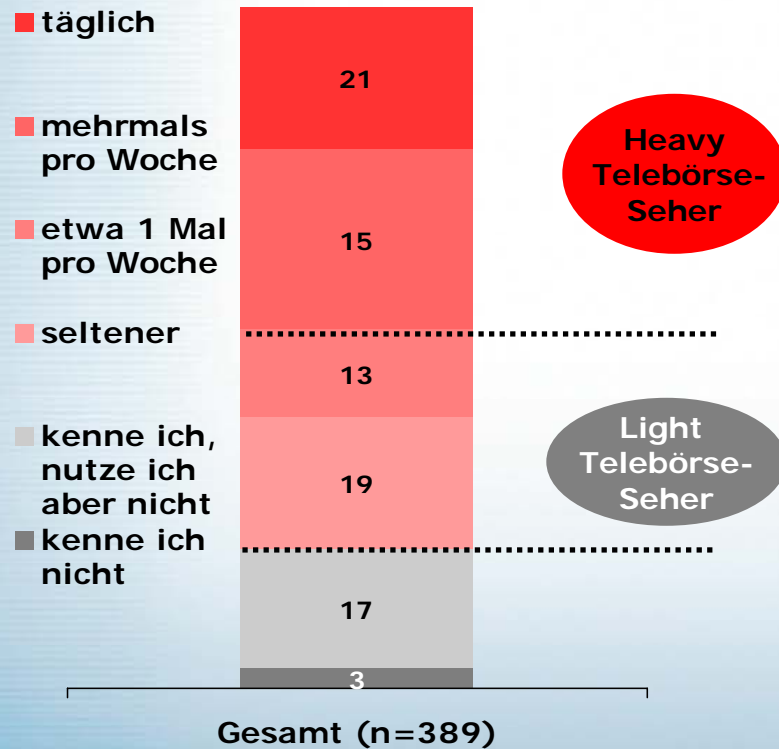 täglich
mehrmals
pro Woche
etwa 1 Mal
pro Woche
seltener
kenne ich,
nutze ich
aber nicht
kenne ich
nicht
21
15
13
19
17
3
Heavy
Telebörse-
Seher
Light
Telebörse-
Seher
Gesamt (n=389)